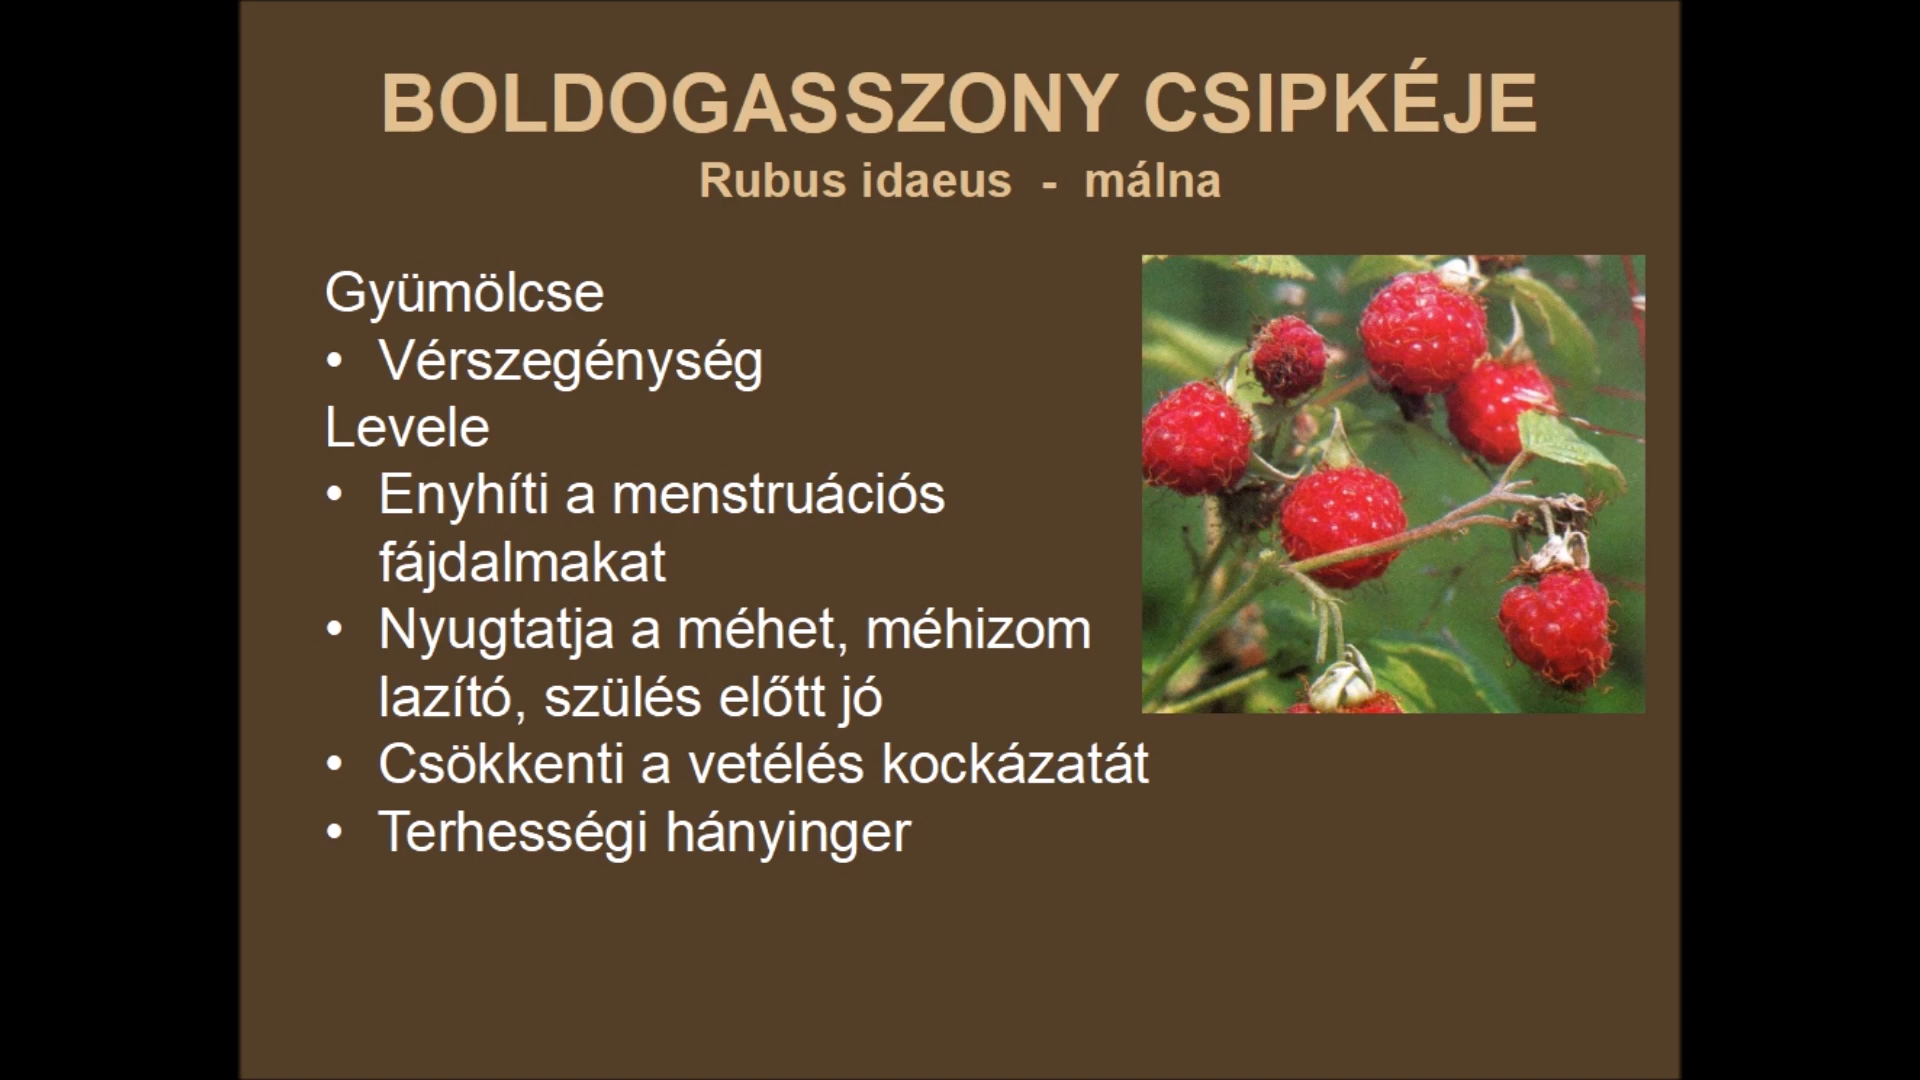 BOLDOGASSZONY CSIPKÉJE
Rubus idaeus - málna
Gyümölcse
• Vérszegénység
Levele
• Enyhíti a menstruációs
fájdalmakat
• Nyugtatja a méhet, méhizom
lazító, szülés előtt jó
• Csökkenti a vetélés kockázatát
• Terhességi hányinger